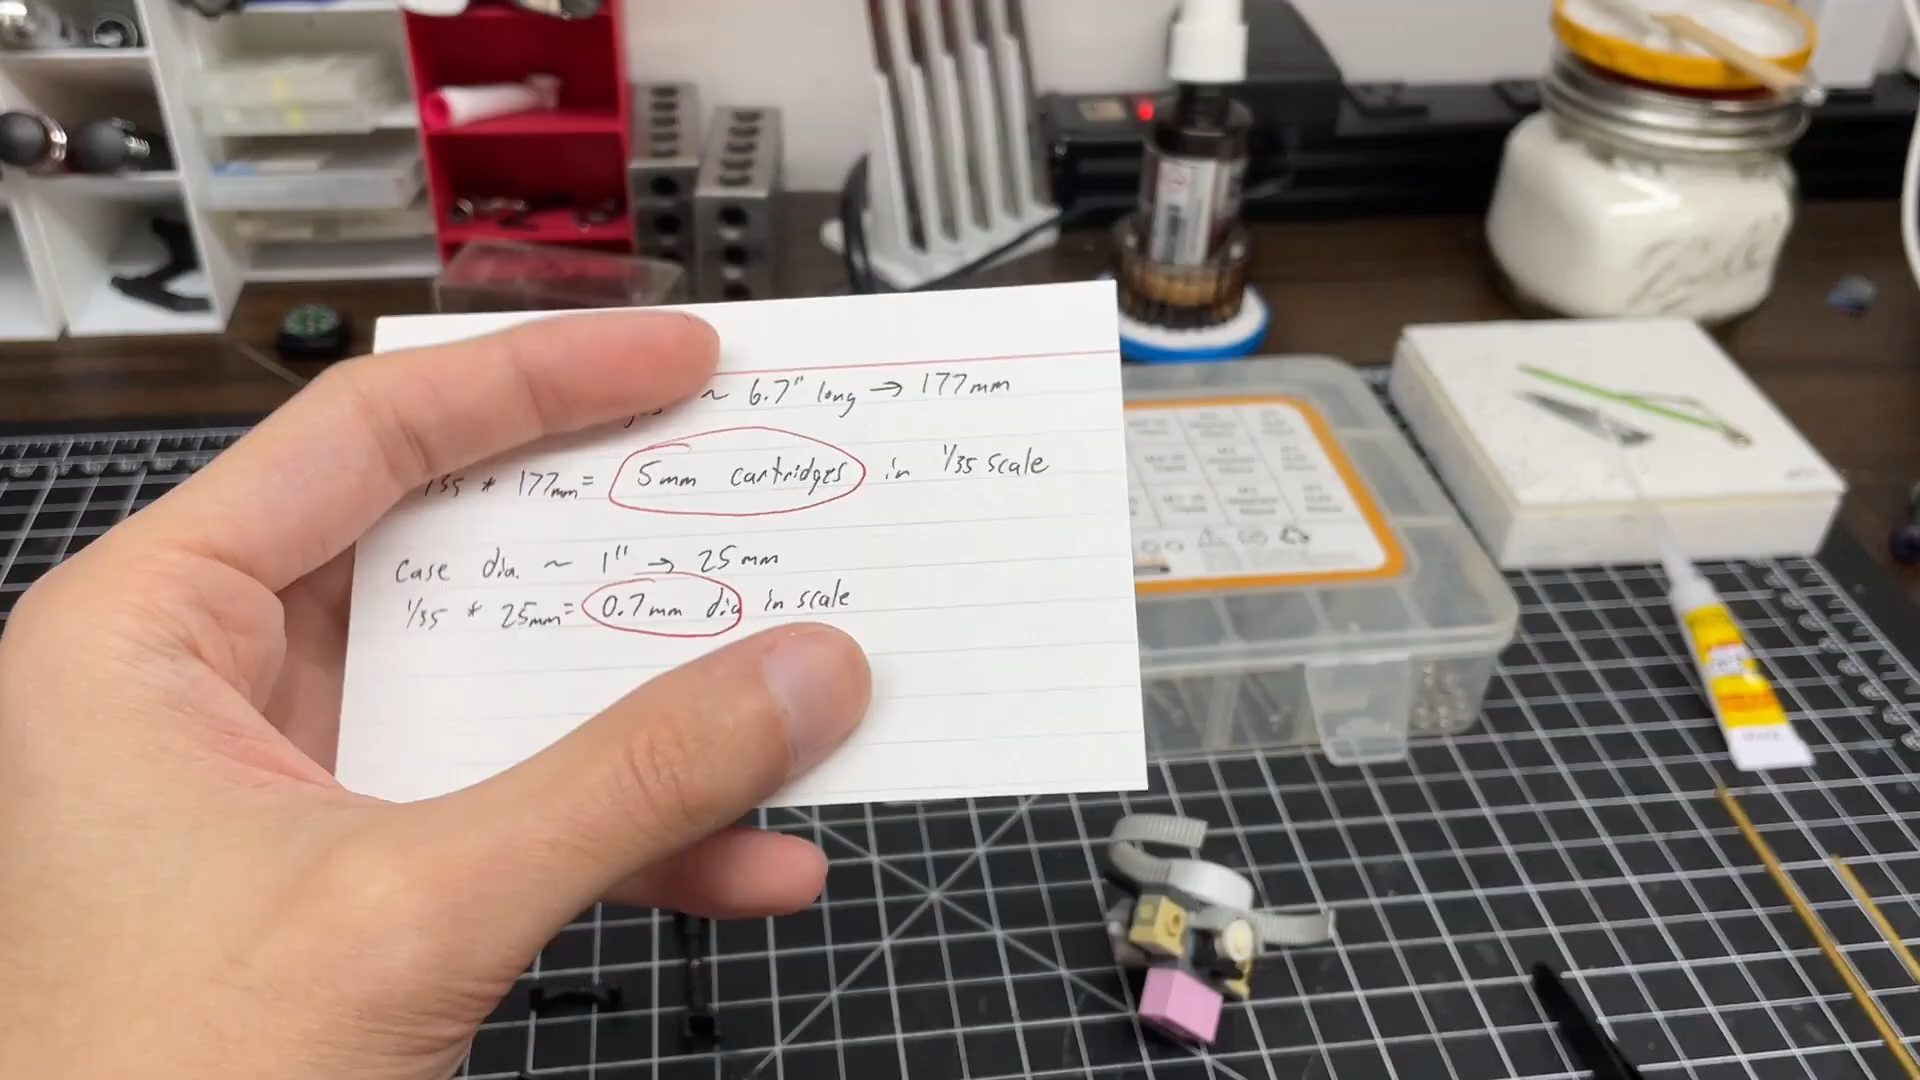 ~ 6.7" long → 177mm
1/35 * 177mm = 5mm cartridges in 1/35 scale
Case dia. ~ 1" → 25mm
1/35 * 25mm = 0.7mm dia in scale